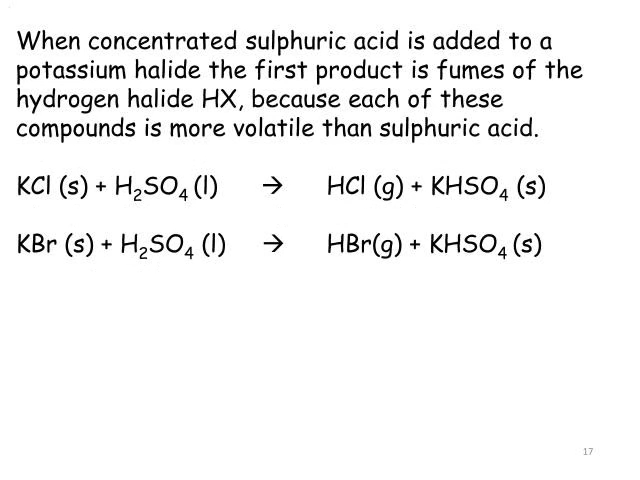 When concentrated sulphuric acid is added to a
potassium halide the first product is fumes of the
hydrogen halide HX, because each of these
compounds is more volatile than sulphuric acid.
KCl (s) + H₂SO₄ (l) → HCl (g) + KHSO₄ (s)
KBr (s) + H₂SO₄ (l) → HBr(g) + KHSO₄ (s)
17